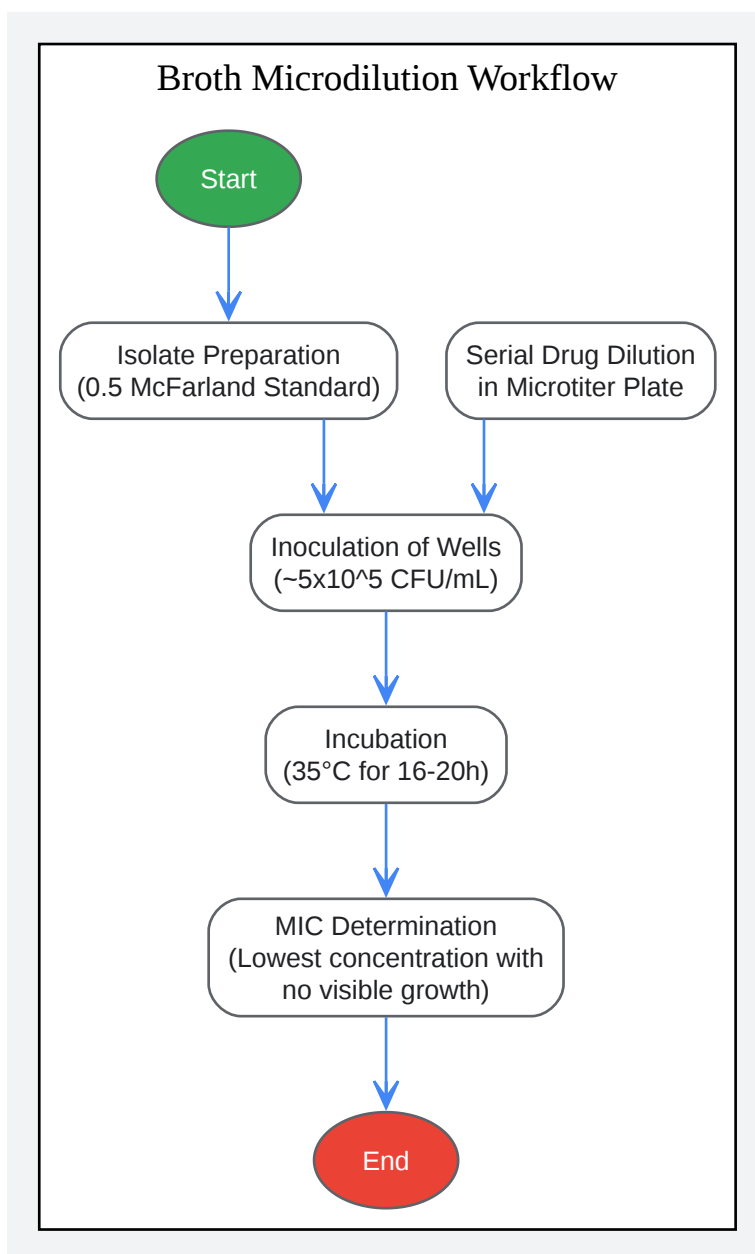 Broth Microdilution Workflow
Start
Isolate Preparation
(0.5 McFarland Standard)
Serial Drug Dilution
in Microtiter Plate
Inoculation of Wells
(~5x10^5 CFU/mL)
Incubation
(35°C for 16-20h)
MIC Determination
(Lowest concentration with
no visible growth)
End